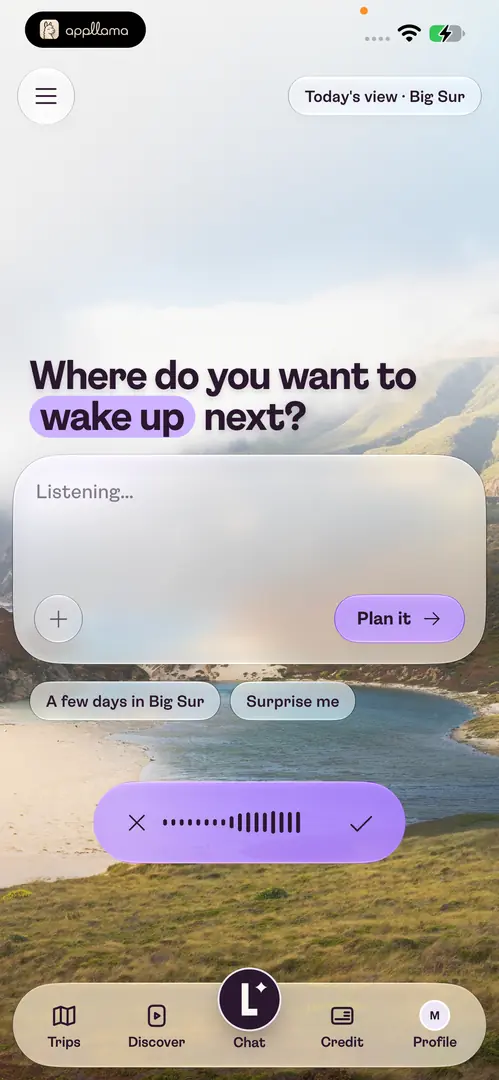 appllama
Today's view · Big Sur
Where do you want to
wake up next?
Listening...
Plan it
A few days in Big Sur
Surprise me
L
Trips
Discover
Chat
Credit
M
Profile